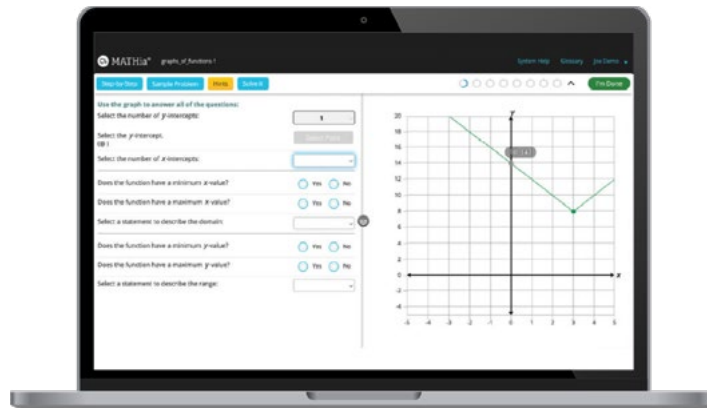 MATHia® graphs_of_functions 1
System Help Glossary Joe Demo
Step-by-Step Sample Problem Hints Solve It
I'm Done
Use the graph to answer all of the questions:
Select the number of y-intercepts: 1
Select the y-intercept.
Select the number of x-intercepts:
Does the function have a minimum x-value? Yes No
Does the function have a maximum x-value? Yes No
Select a statement to describe the domain:
Does the function have a minimum y-value? Yes No
Does the function have a maximum y-value? Yes No
Select a statement to describe the range:
y
20
18
16
14
12
10
8
6
4
2
0 x
-2
-4
-5 -4 -3 -2 -1 0 1 2 3 4 5